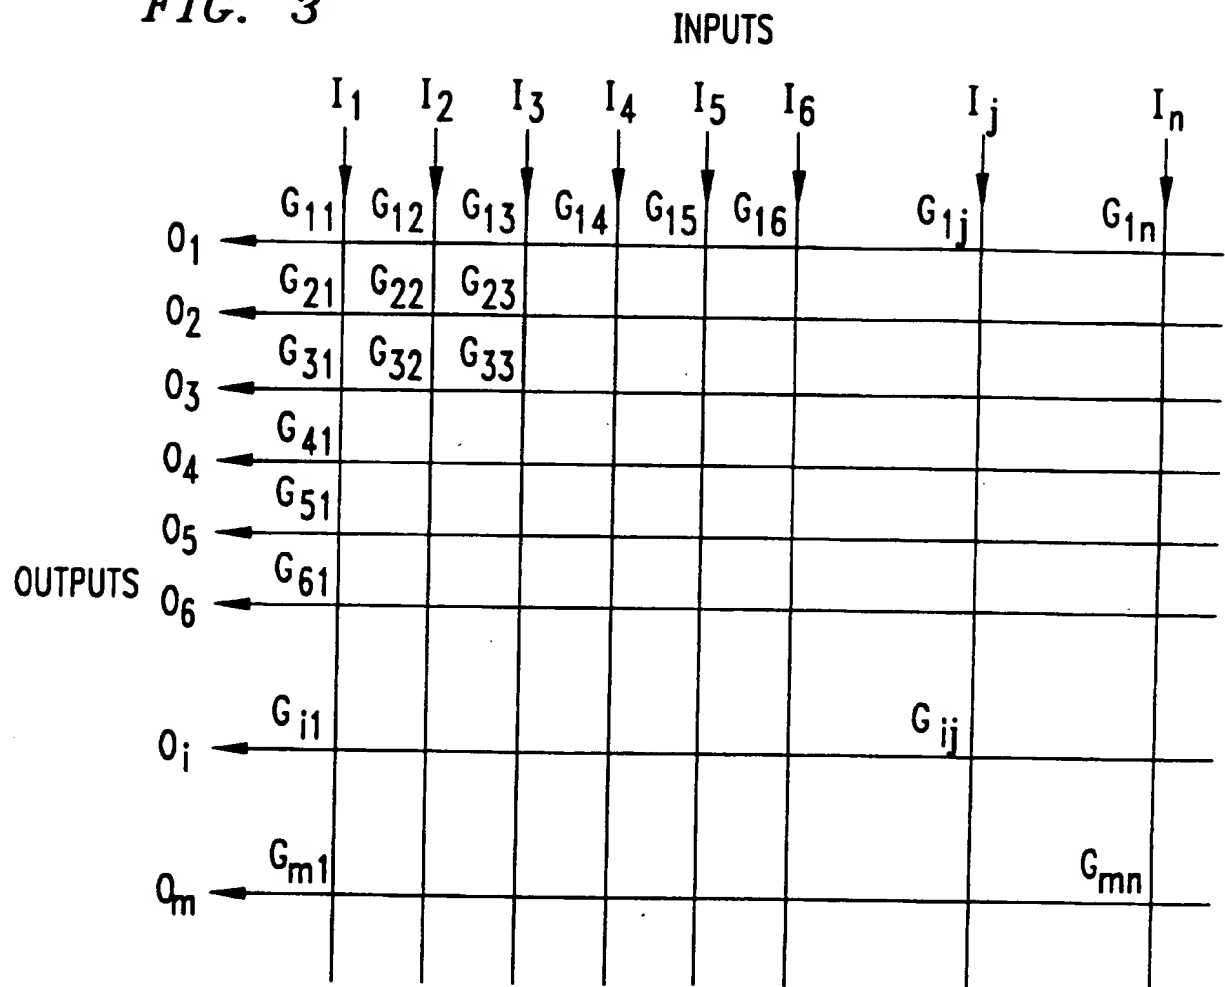 FIG. 3
INPUTS
I1 I2 I3 I4 I5 I6 Ij In
G11 G12 G13 G14 G15 G16 G1j G1n
O1
G21 G22 G23
O2
G31 G32 G33
O3
G41
O4
G51
O5
G61
OUTPUTS O6
Gi1 Gij
Oi
Gm1 Gmn
Om